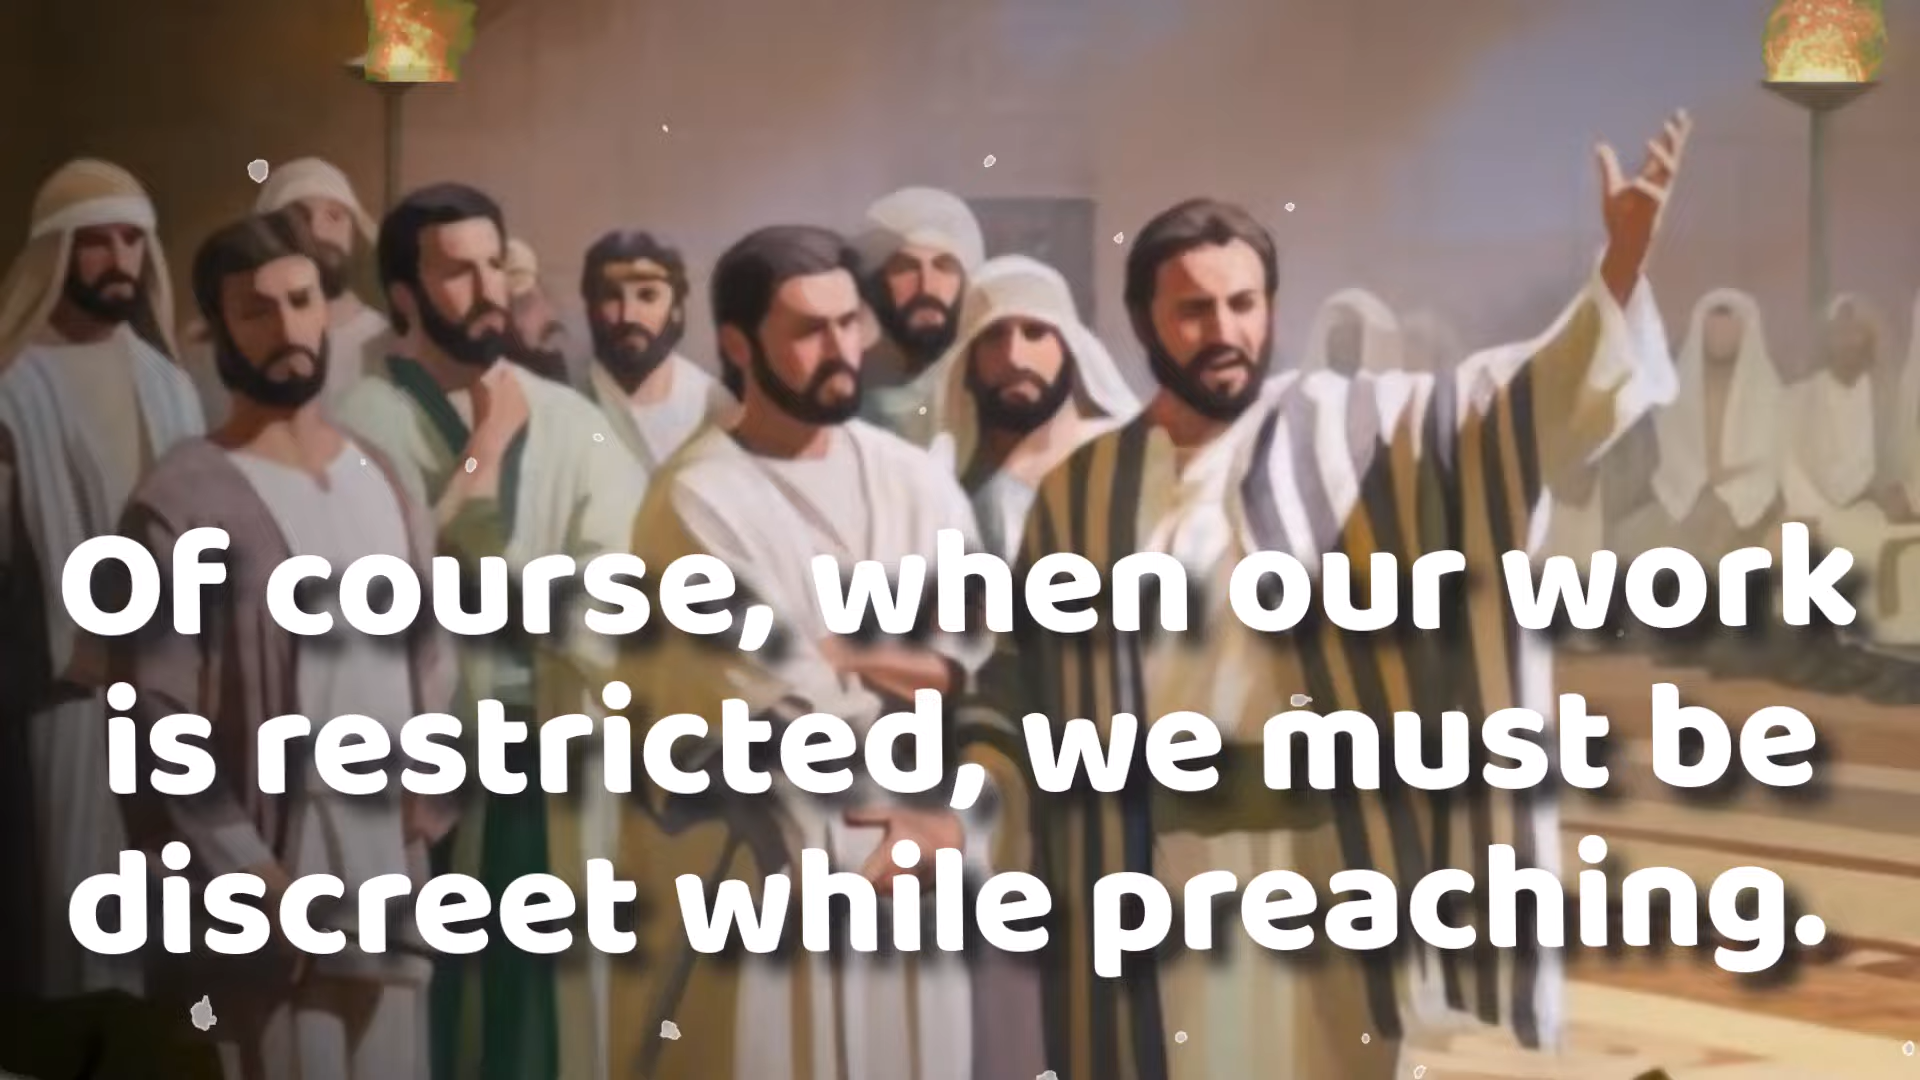 Of course, when our work
is restricted, we must be
discreet while preaching.